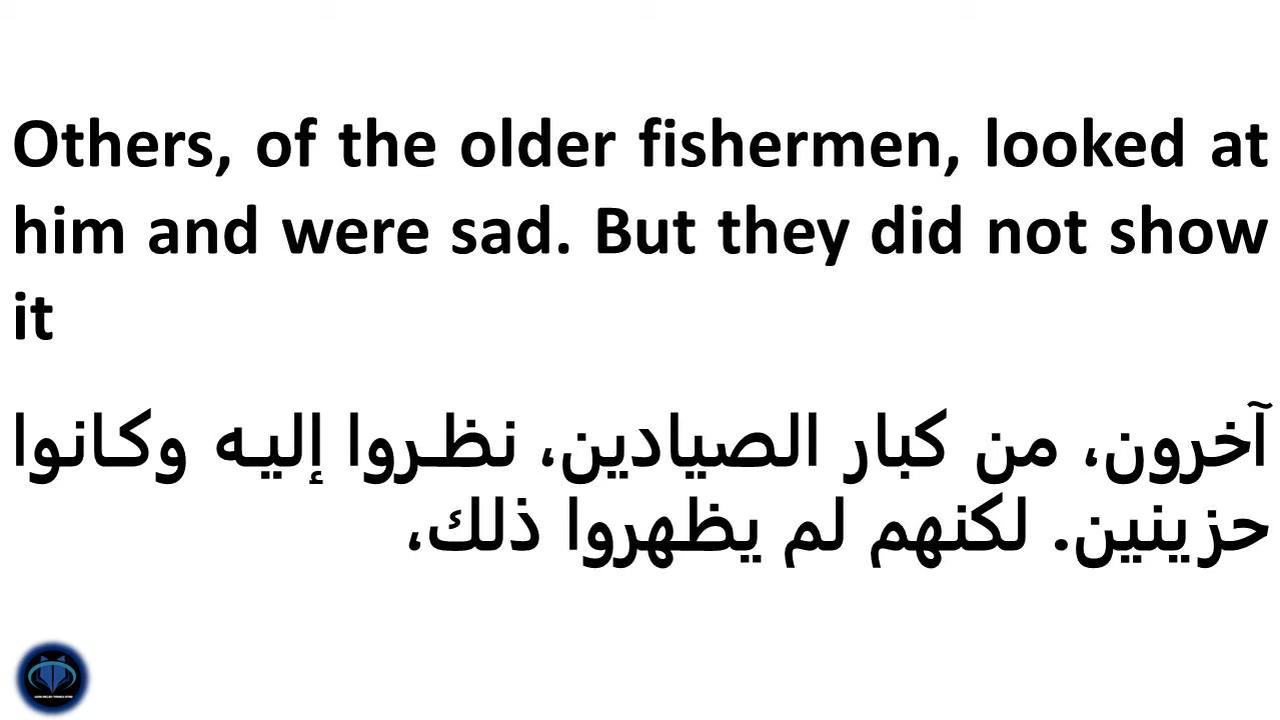 Others, of the older fishermen, looked at
him and were sad. But they did not show
it
آخرون، من كبار الصيادين، نظروا إليه وكانوا
حزينين. لكنهم لم يظهروا ذلك،